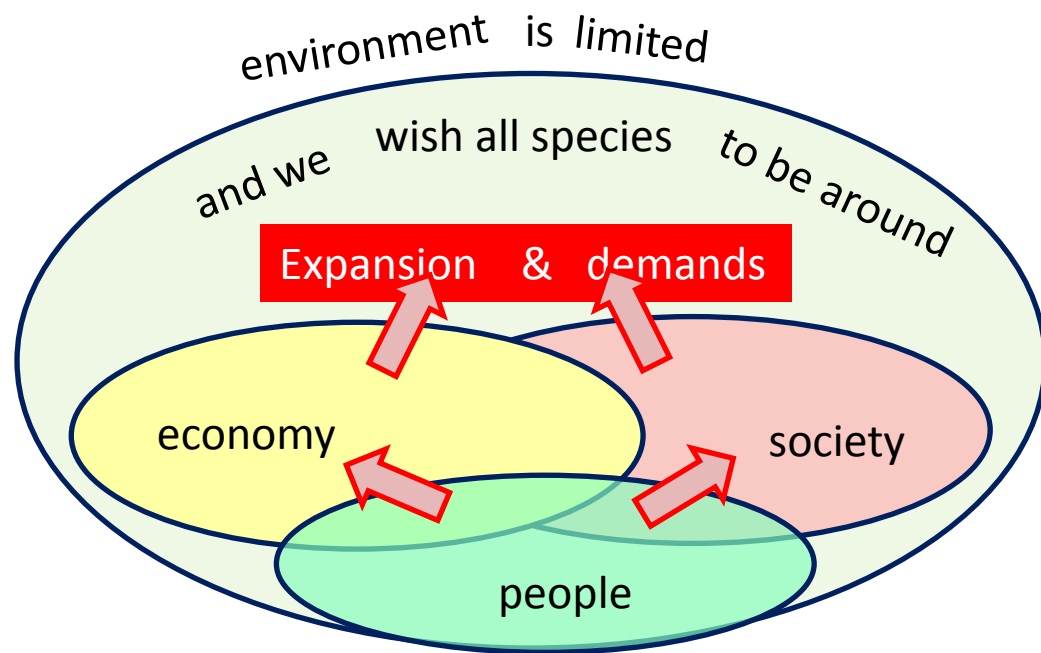 environment is limited
and we wish all species to be around
Expansion & demands
economy
society
people